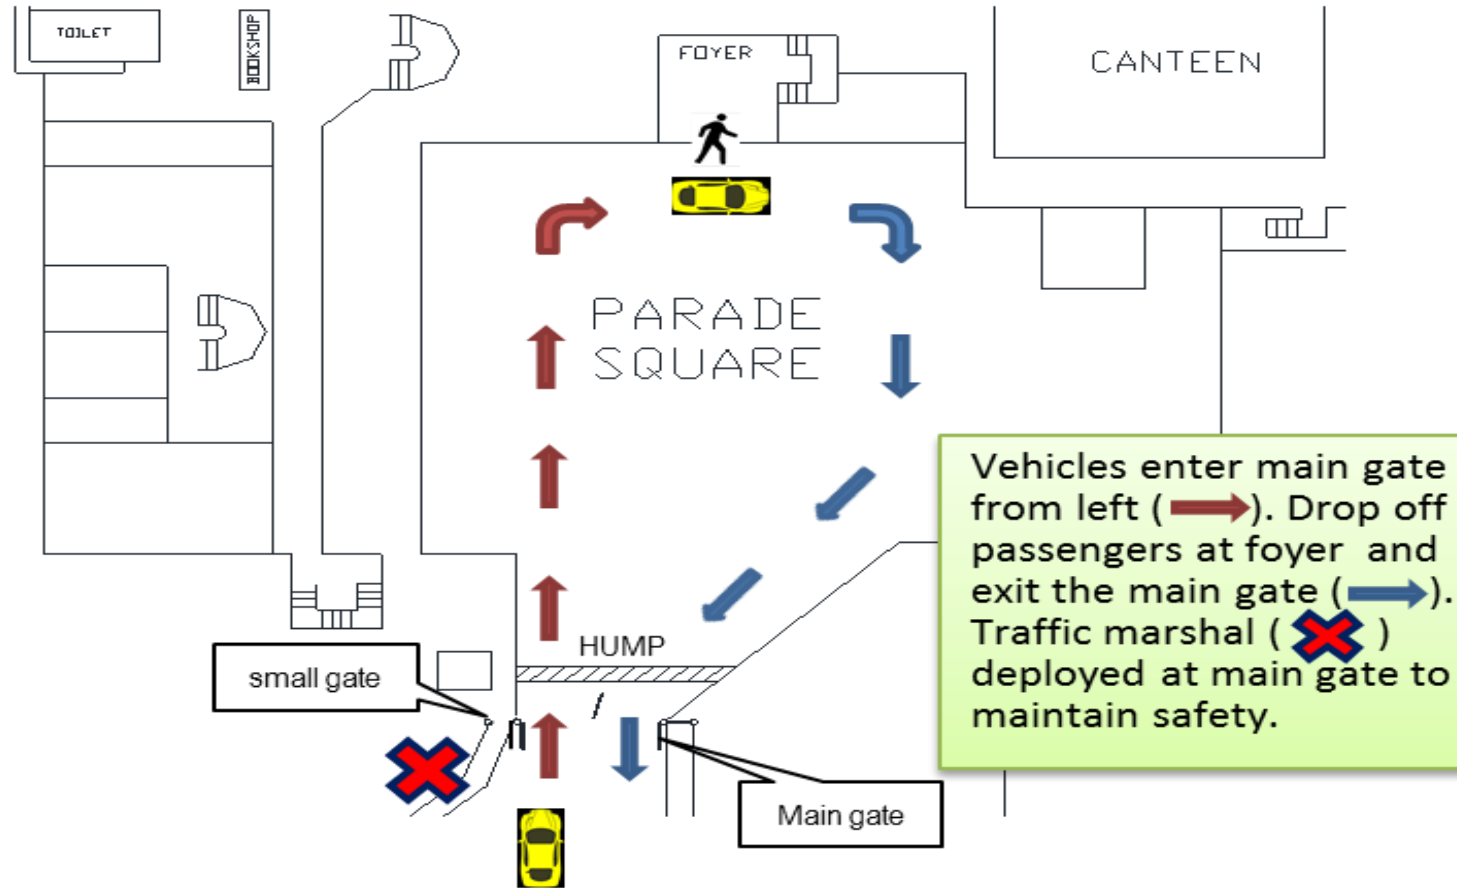 TOILET
BOOKSHOP
FOYER
CANTEEN
PARADE
SQUARE
Vehicles enter main gate
from left ( ). Drop off
passengers at foyer and
exit the main gate ( ).
Traffic marshal ( )
deployed at main gate to
maintain safety.
HUMP
small gate
Main gate